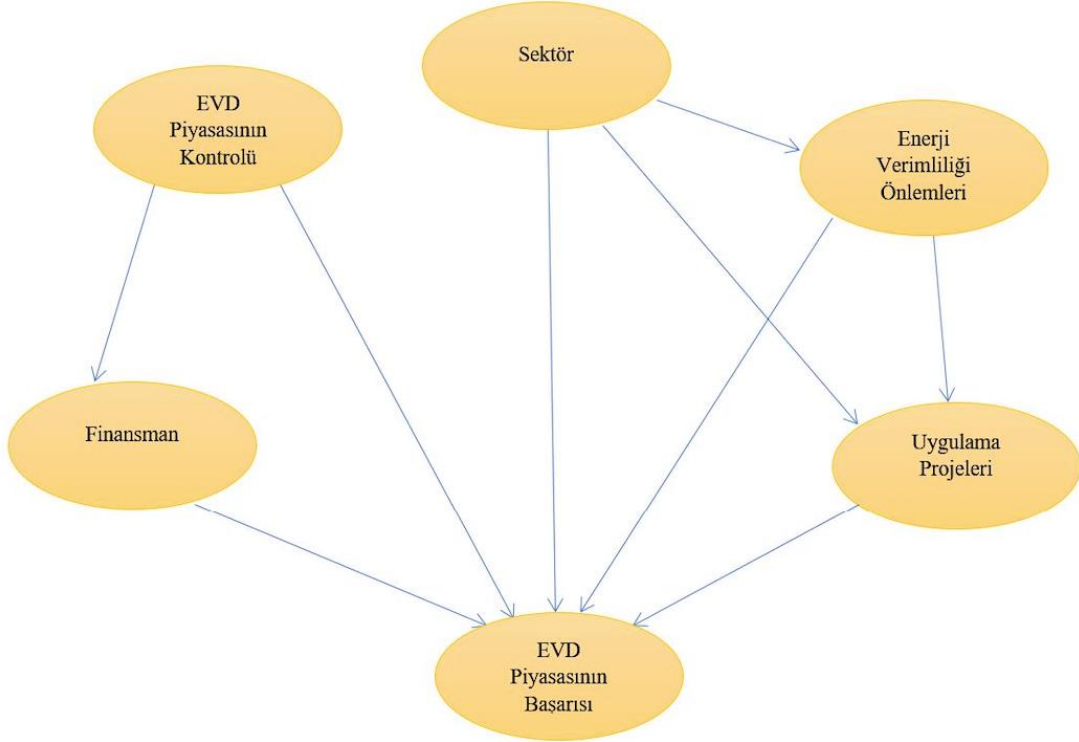 Sektör
EVD
Piyasasının
Kontrolü
Enerji
Verimliliği
Önlemleri
Finansman
Uygulama
Projeleri
EVD
Piyasasının
Başarısı